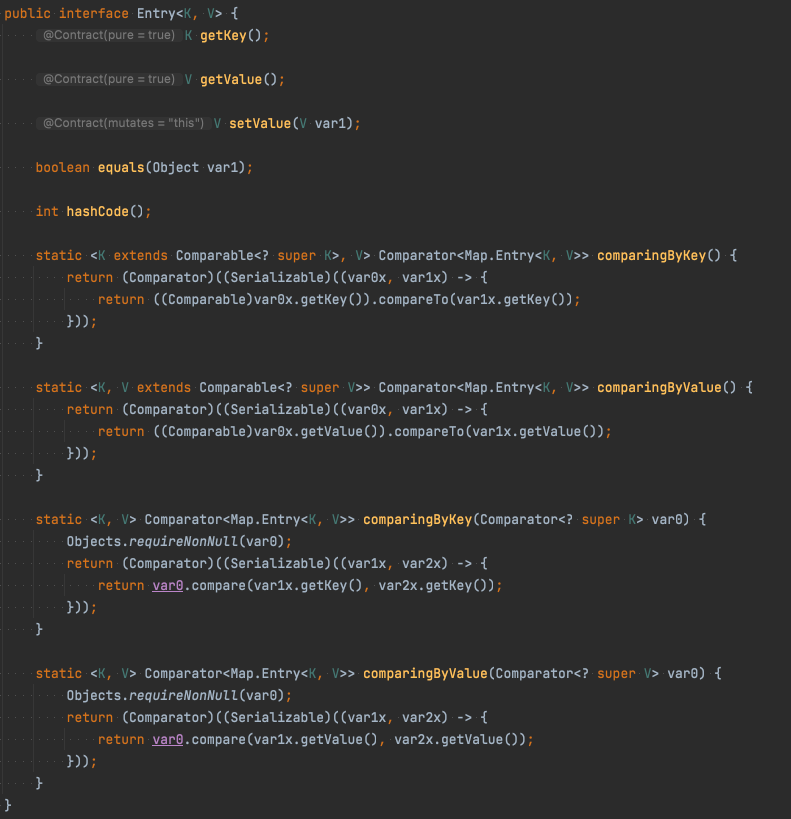 public interface Entry<K, V> {
@Contract(pure = true) K getKey();
@Contract(pure = true) V getValue();
@Contract(mutates = "this") V setValue(V var1);
boolean equals(Object var1);
int hashCode();
static <K extends Comparable<? super K>, V> Comparator<Map.Entry<K, V>> comparingByKey() {
return (Comparator)((Serializable)((var0x, var1x) -> {
return ((Comparable)var0x.getKey()).compareTo(var1x.getKey());
}));
}
static <K, V extends Comparable<? super V>> Comparator<Map.Entry<K, V>> comparingByValue() {
return (Comparator)((Serializable)((var0x, var1x) -> {
return ((Comparable)var0x.getValue()).compareTo(var1x.getValue());
}));
}
static <K, V> Comparator<Map.Entry<K, V>> comparingByKey(Comparator<? super K> var0) {
Objects.requireNonNull(var0);
return (Comparator)((Serializable)((var1x, var2x) -> {
return var0.compare(var1x.getKey(), var2x.getKey());
}));
}
static <K, V> Comparator<Map.Entry<K, V>> comparingByValue(Comparator<? super V> var0) {
Objects.requireNonNull(var0);
return (Comparator)((Serializable)((var1x, var2x) -> {
return var0.compare(var1x.getValue(), var2x.getValue());
}));
}
}